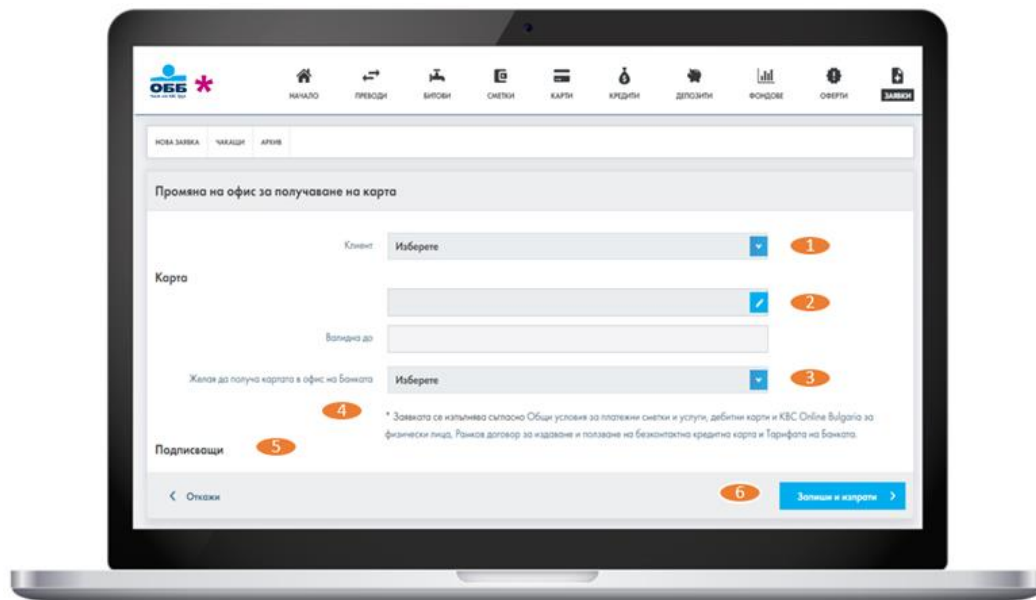 ОББ *
НАЧАЛО ПРЕВОДИ БИТОВИ СМЕТКИ КАРТИ КРЕДИТИ ДЕПОЗИТИ ФОНДОВЕ ОФЕРТИ ЗАЯВКИ
НОВА ЗАЯВКА ЧАКАЩИ АРХИВ
Промяна на офис за получаване на карта
Клиент Изберете 1
Карта
2
Валидна до
Желая да получа картата в офис на Банката Изберете 3
4 * Заявката се изпълнява съгласно Общи условия за платежни сметки и услуги, дебитни карти и KBC Online Bulgaria за
физически лица, Рамков договор за издаване и ползване на безконтактна кредитна карта и Тарифата на Банката.
Подписващи 5
Откажи 6 Запиши и изпрати